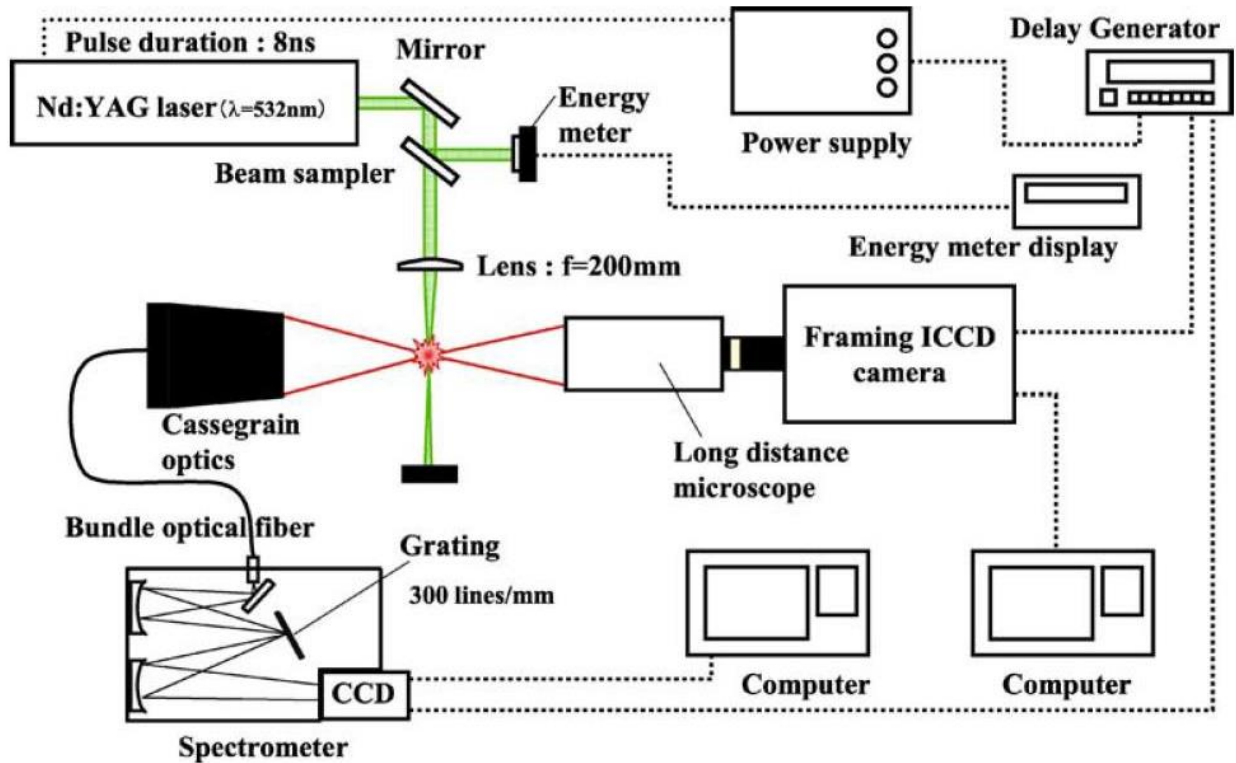 Pulse duration : 8ns
Mirror
Delay Generator
Nd:YAG laser(λ=532nm)
Energy
meter
Power supply
Beam sampler
Energy meter display
Lens : f=200mm
Framing ICCD
camera
Cassegrain
optics
Long distance
microscope
Bundle optical fiber
Grating
300 lines/mm
CCD
Computer
Computer
Spectrometer